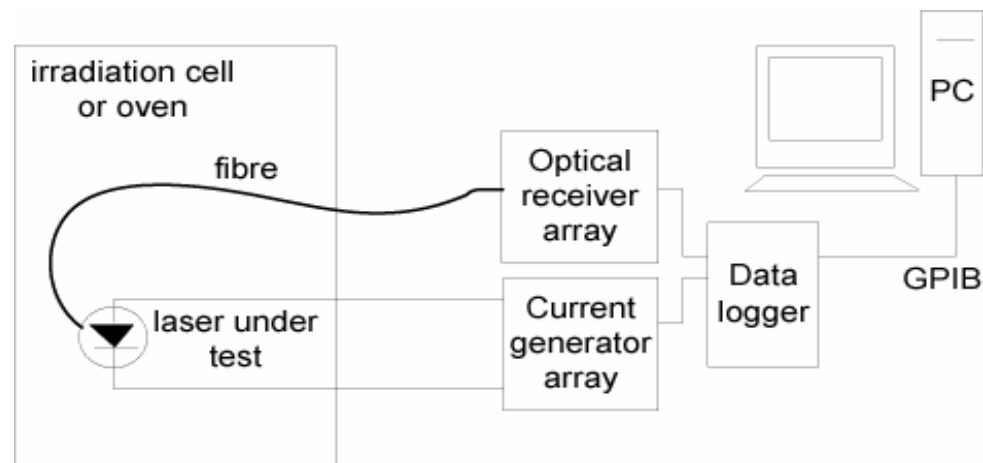 irradiation cell
or oven
fibre
laser under
test
Optical
receiver
array
Current
generator
array
Data
logger
PC
GPIB